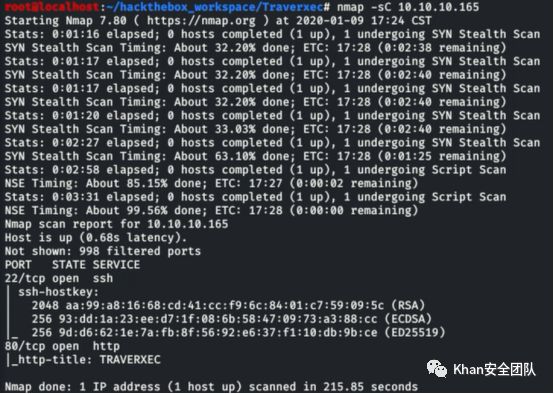 root@localhost:~/hackthebox_workspace/Traverxec# nmap -sC 10.10.10.165
Starting Nmap 7.80 ( https://nmap.org ) at 2020-01-09 17:24 CST
Stats: 0:01:16 elapsed; 0 hosts completed (1 up), 1 undergoing SYN Stealth Scan
SYN Stealth Scan Timing: About 32.20% done; ETC: 17:28 (0:02:38 remaining)
Stats: 0:01:17 elapsed; 0 hosts completed (1 up), 1 undergoing SYN Stealth Scan
SYN Stealth Scan Timing: About 32.20% done; ETC: 17:28 (0:02:40 remaining)
Stats: 0:01:17 elapsed; 0 hosts completed (1 up), 1 undergoing SYN Stealth Scan
SYN Stealth Scan Timing: About 32.20% done; ETC: 17:28 (0:02:40 remaining)
Stats: 0:01:20 elapsed; 0 hosts completed (1 up), 1 undergoing SYN Stealth Scan
SYN Stealth Scan Timing: About 33.03% done; ETC: 17:28 (0:02:40 remaining)
Stats: 0:02:27 elapsed; 0 hosts completed (1 up), 1 undergoing SYN Stealth Scan
SYN Stealth Scan Timing: About 63.10% done; ETC: 17:28 (0:01:25 remaining)
Stats: 0:02:58 elapsed; 0 hosts completed (1 up), 1 undergoing Script Scan
NSE Timing: About 85.15% done; ETC: 17:27 (0:00:02 remaining)
Stats: 0:03:31 elapsed; 0 hosts completed (1 up), 1 undergoing Script Scan
NSE Timing: About 99.56% done; ETC: 17:28 (0:00:00 remaining)
Nmap scan report for 10.10.10.165
Host is up (0.68s latency).
Not shown: 998 filtered ports
PORT   STATE SERVICE
22/tcp open  ssh
| ssh-hostkey:
|   2048 aa:99:a8:16:68:cd:41:cc:f9:6c:84:01:c7:59:09:5c (RSA)
|   256 93:dd:1a:23:ee:d7:1f:08:6b:58:47:09:73:a3:88:cc (ECDSA)
|_  256 9d:d6:62:1e:7a:fb:8f:56:92:e6:37:f1:10:db:9b:ce (ED25519)
80/tcp open  http
|_http-title: TRAVERXEC
Nmap done: 1 IP address (1 host up) scanned in 215.85 seconds
Khan安全团队